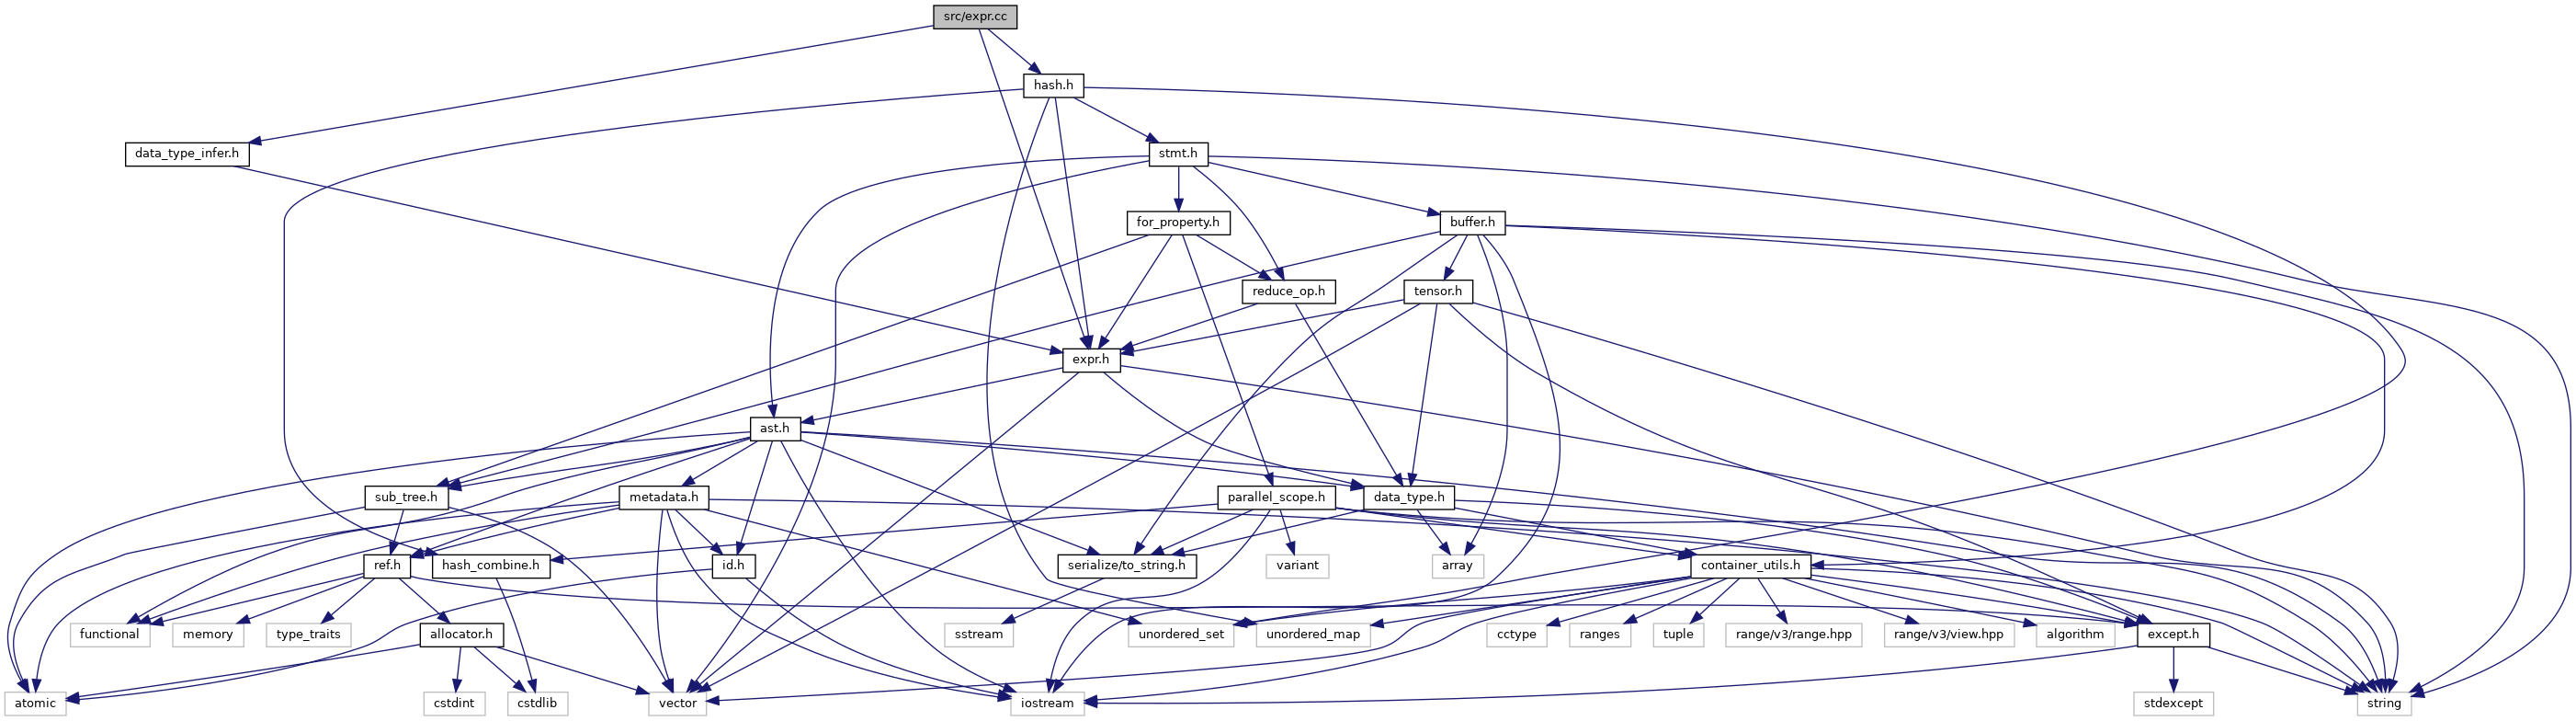 src/expr.cc
hash.h
data_type_infer.h
stmt.h
for_property.h
buffer.h
reduce_op.h
tensor.h
expr.h
ast.h
sub_tree.h
metadata.h
parallel_scope.h
data_type.h
ref.h
hash_combine.h
id.h
serialize/to_string.h
variant
array
container_utils.h
functional
memory
type_traits
allocator.h
sstream
unordered_set
unordered_map
cctype
ranges
tuple
range/v3/range.hpp
range/v3/view.hpp
algorithm
except.h
atomic
cstdint
cstdlib
vector
iostream
stdexcept
string